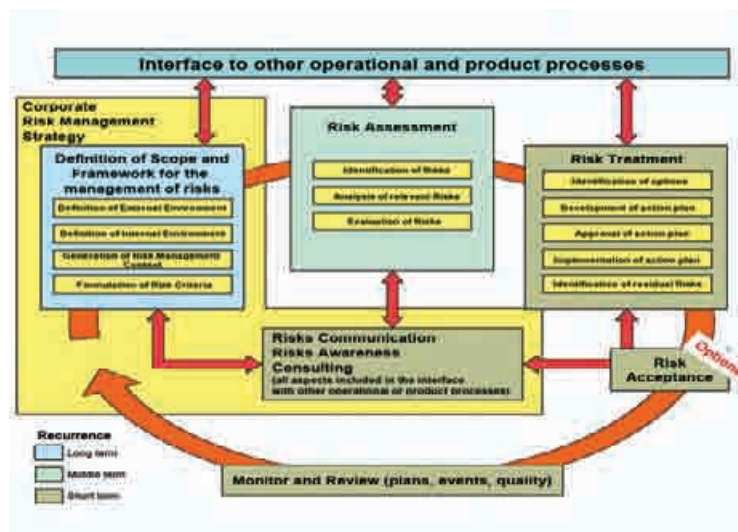 Interface to other operational and product processes
Corporate
Risk Management
Strategy
Definition of Scope and
Framework for the
management of risks
Definition of External Environment
Definition of Internal Environment
Generation of Risk Management
Context
Formulation of Risk Criteria
Risk Assessment
Identification of Risks
Analysis of relevant Risks
Evaluation of Risks
Risk Treatment
Identification of options
Development of action plan
Approval of action plan
Implementation of action plan
Identification of residual Risks
Risks Communication
Risks Awareness
Consulting
(all aspects included in the interface
with other operational or product processes)
Optional
Risk
Acceptance
Recurrence
Long term
Middle term
Short term
Monitor and Review (plans, events, quality)